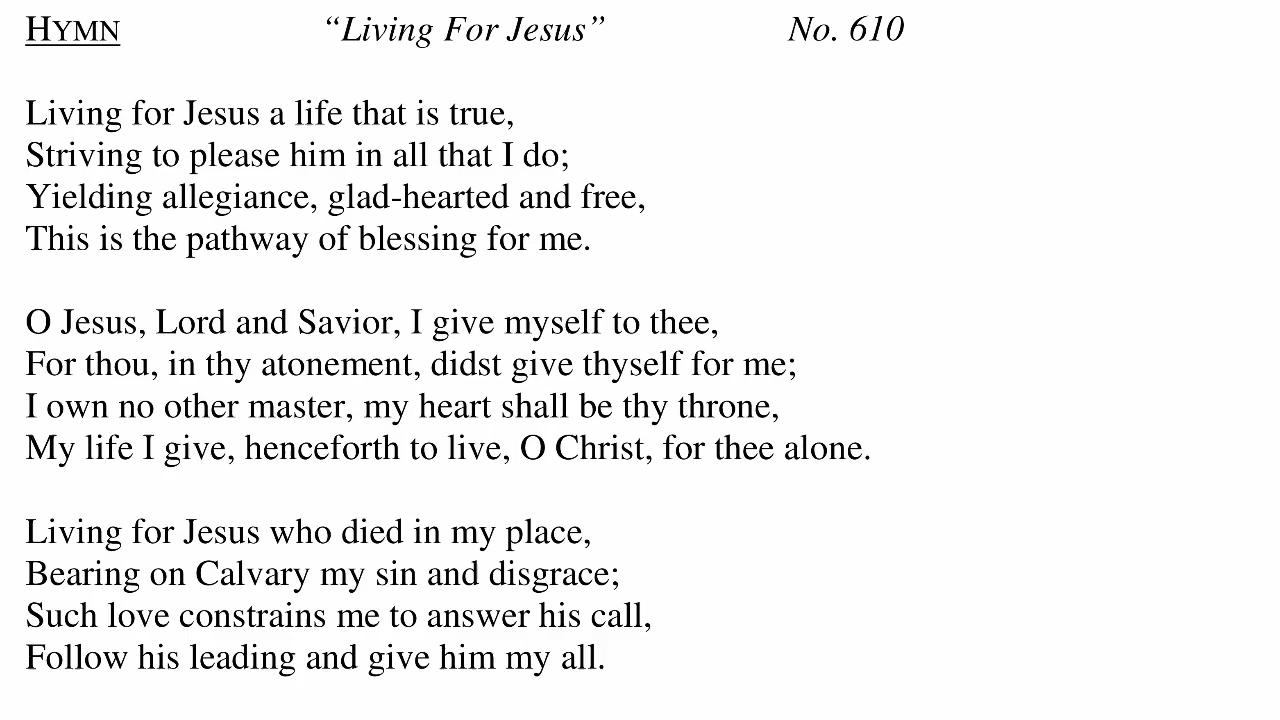 HYMN “Living For Jesus” No. 610
Living for Jesus a life that is true,
Striving to please him in all that I do;
Yielding allegiance, glad-hearted and free,
This is the pathway of blessing for me.
O Jesus, Lord and Savior, I give myself to thee,
For thou, in thy atonement, didst give thyself for me;
I own no other master, my heart shall be thy throne,
My life I give, henceforth to live, O Christ, for thee alone.
Living for Jesus who died in my place,
Bearing on Calvary my sin and disgrace;
Such love constrains me to answer his call,
Follow his leading and give him my all.